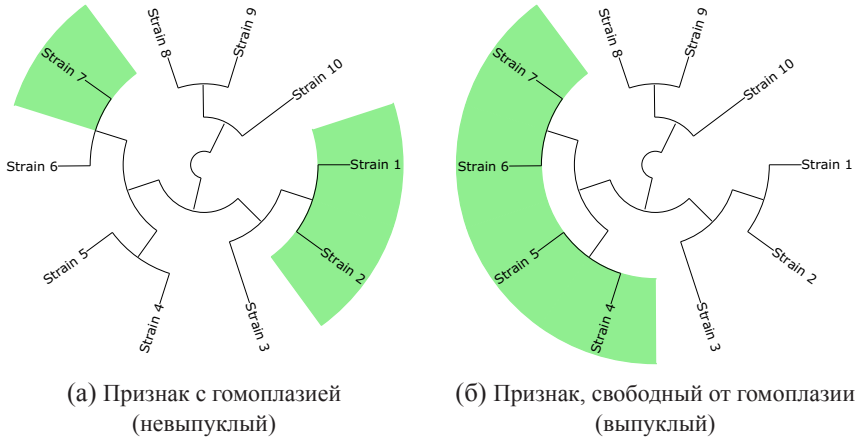 Strain 9
Strain 8
Strain 7
Strain 10
Strain 6
Strain 1
Strain 5
Strain 2
Strain 4
Strain 3
(а) Признак с гомоплазией
(невыпуклый)
Strain 9
Strain 8
Strain 7
Strain 10
Strain 6
Strain 1
Strain 5
Strain 2
Strain 4
Strain 3
(б) Признак, свободный от гомоплазии
(выпуклый)